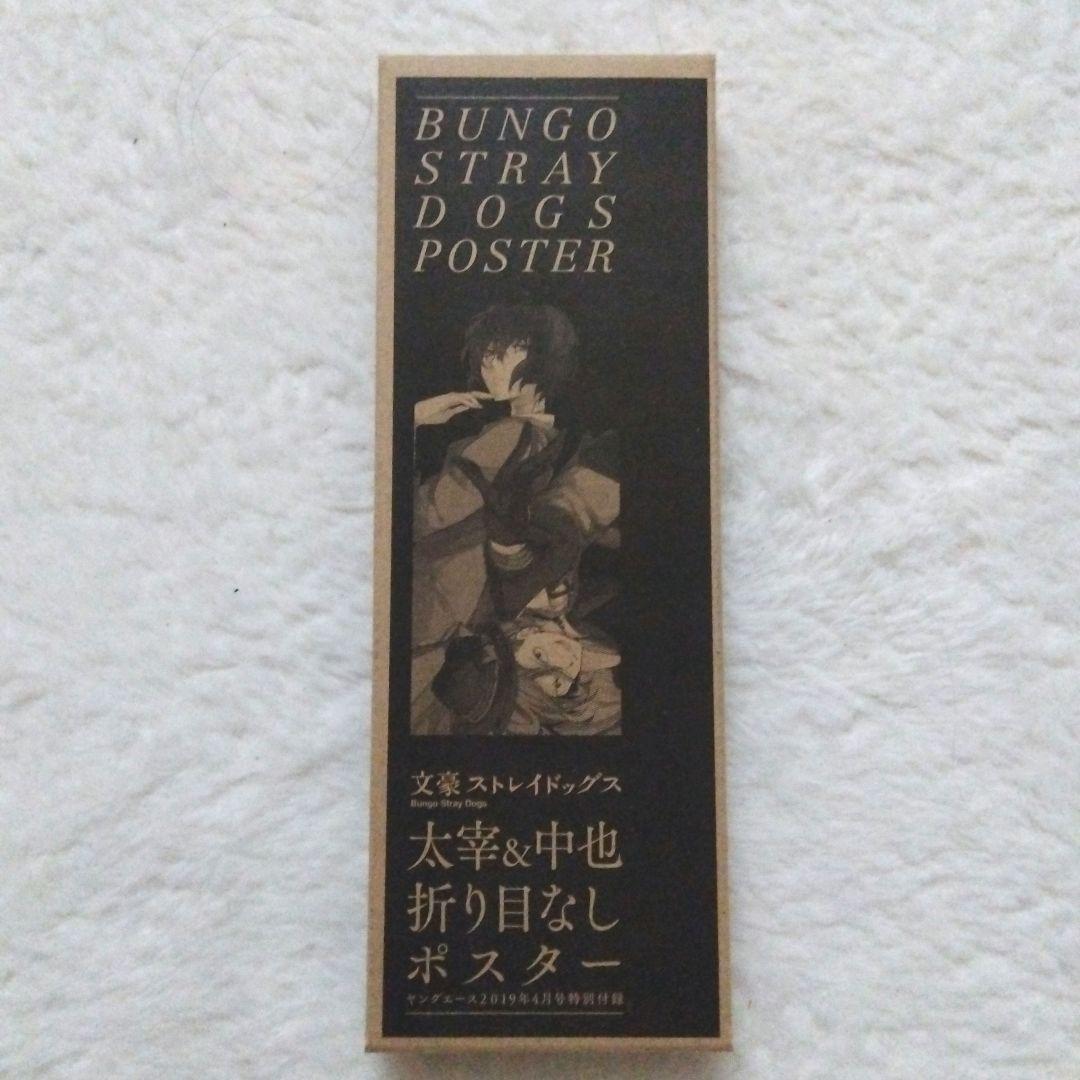 BUNGO
STRAY
DOGS
POSTER
文豪ストレイドッグス
Bungo Stray Dogs
太宰&中也
折り目なし
ポスター
ヤングエース2019年4月号特別付録